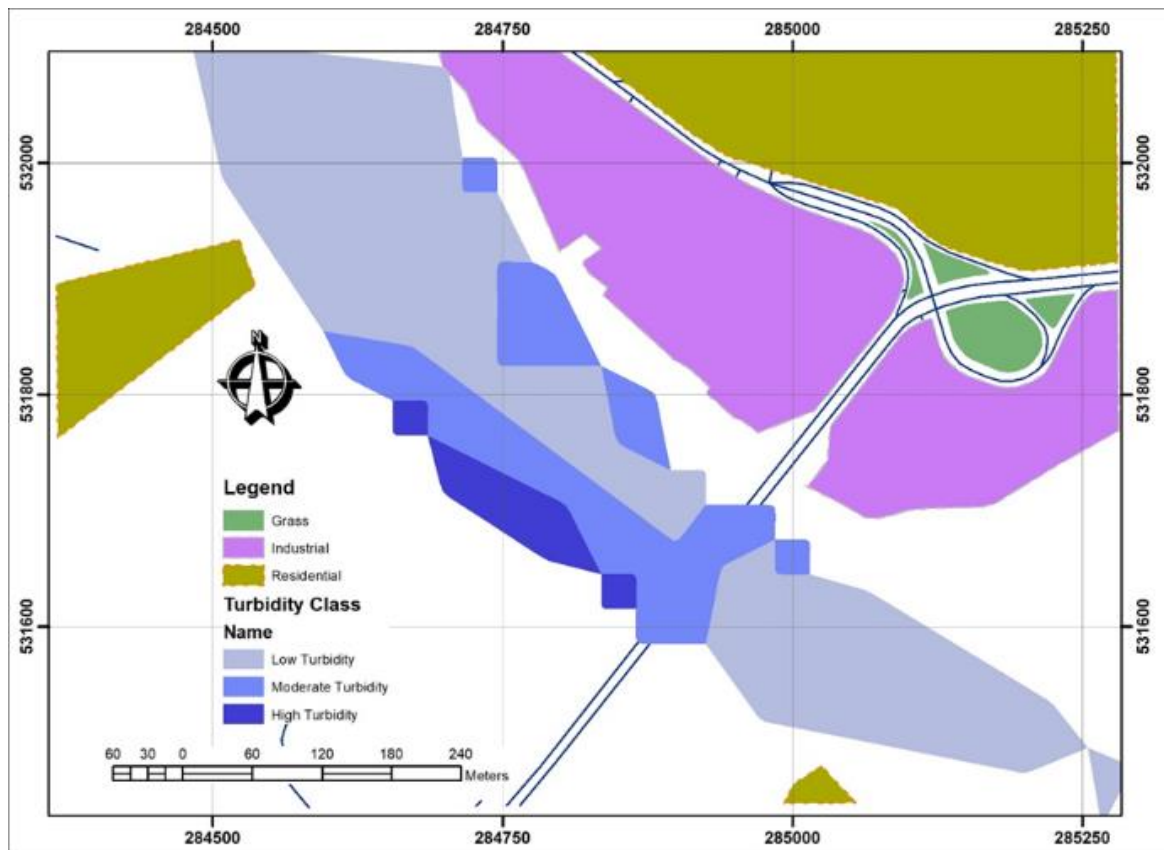 284500 284750 285000 285250
532000 532000
N
531800 531800
Legend
Grass
Industrial
Residential
Turbidity Class
Name
531600 531600
Low Turbidity
Moderate Turbidity
High Turbidity
60 30 0 60 120 180 240
Meters
284500 284750 285000 285250